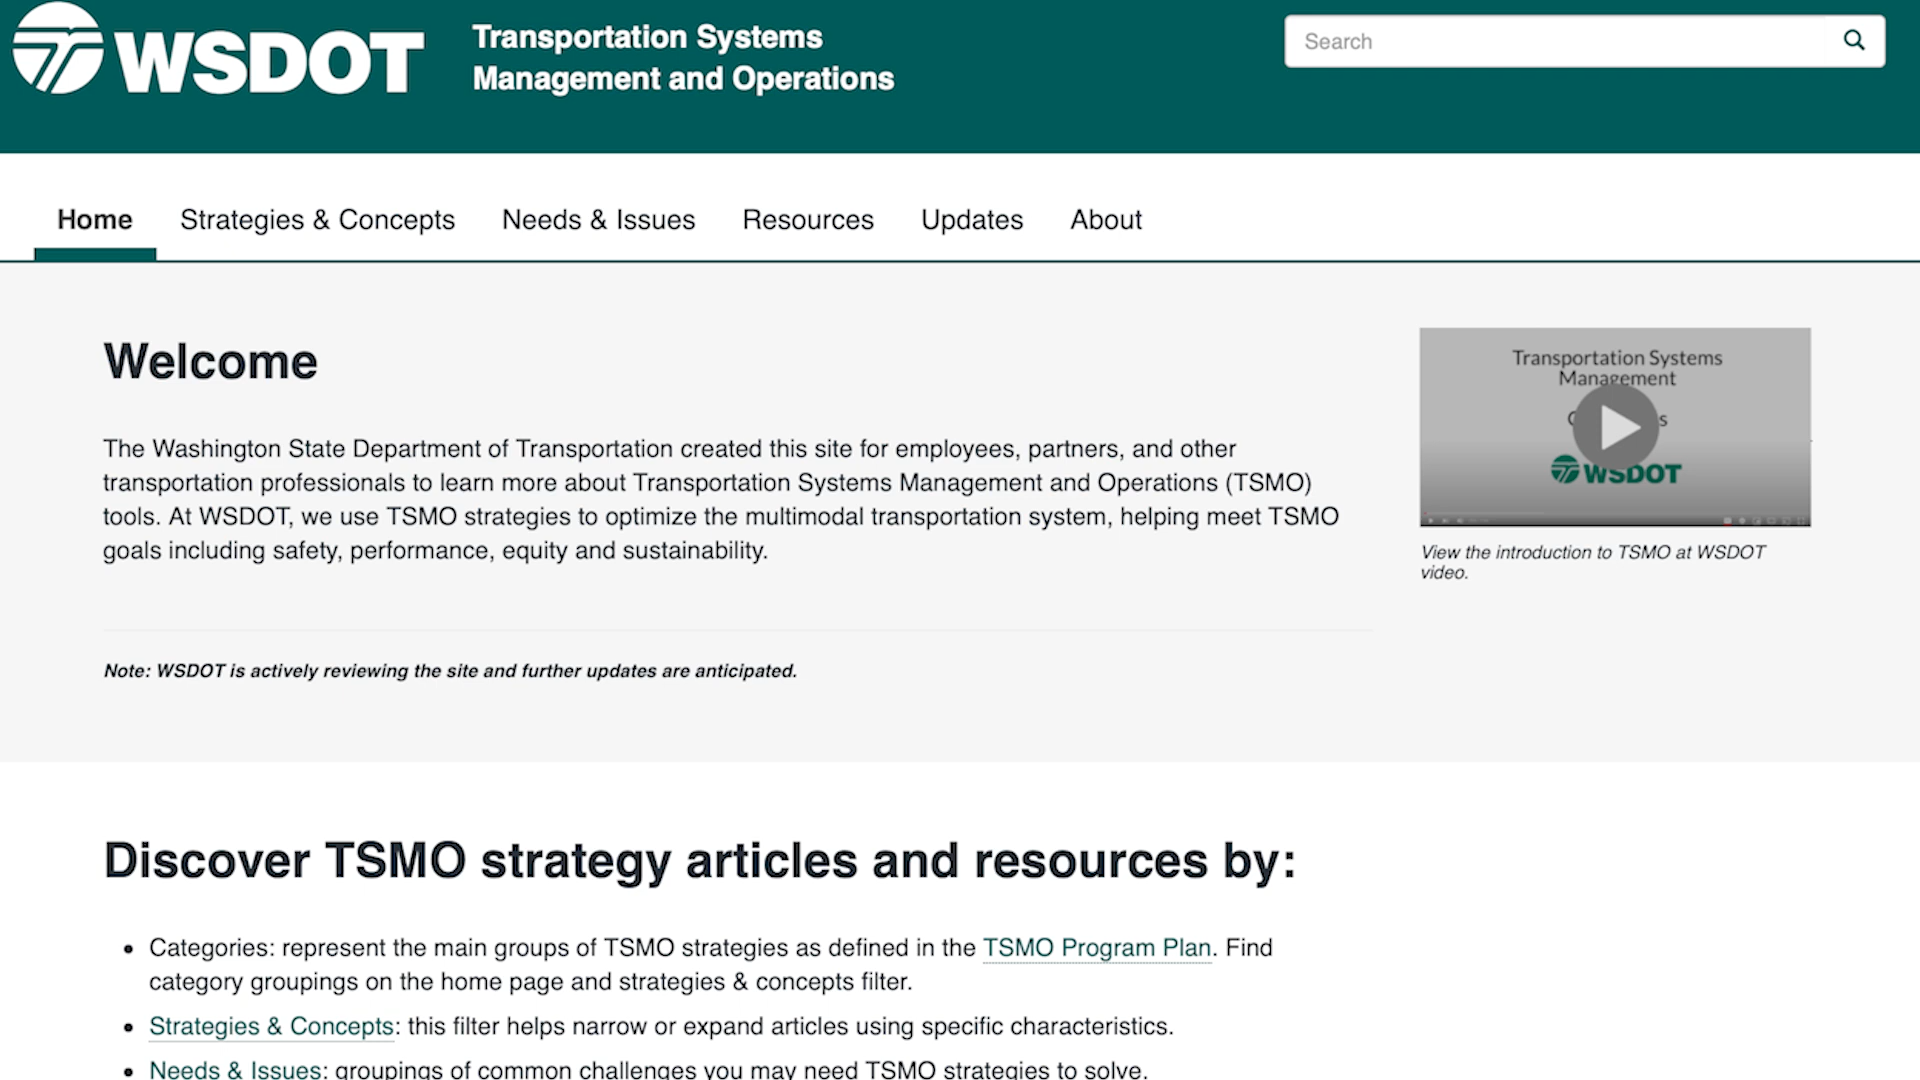 WSDOT
Transportation Systems
Management and Operations
Search
Home
Strategies & Concepts
Needs & Issues
Resources
Updates
About
Welcome
The Washington State Department of Transportation created this site for employees, partners, and other
transportation professionals to learn more about Transportation Systems Management and Operations (TSMO)
tools. At WSDOT, we use TSMO strategies to optimize the multimodal transportation system, helping meet TSMO
goals including safety, performance, equity and sustainability.
Transportation Systems
Management
WSDOT
View the introduction to TSMO at WSDOT
video.
Note: WSDOT is actively reviewing the site and further updates are anticipated.
Discover TSMO strategy articles and resources by:
• Categories: represent the main groups of TSMO strategies as defined in the TSMO Program Plan. Find
category groupings on the home page and strategies & concepts filter.
• Strategies & Concepts: this filter helps narrow or expand articles using specific characteristics.
• Needs & Issues: groupings of common challenges you may need TSMO strategies to solve.